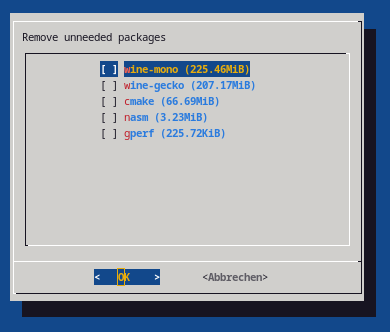 Remove unneeded packages
[ ] wine-mono (225.46MiB)
[ ] wine-gecko (207.17MiB)
[ ] cmake (66.69MiB)
[ ] nasm (3.23MiB)
[ ] gperf (225.72KiB)
< OK > <Abbrechen>